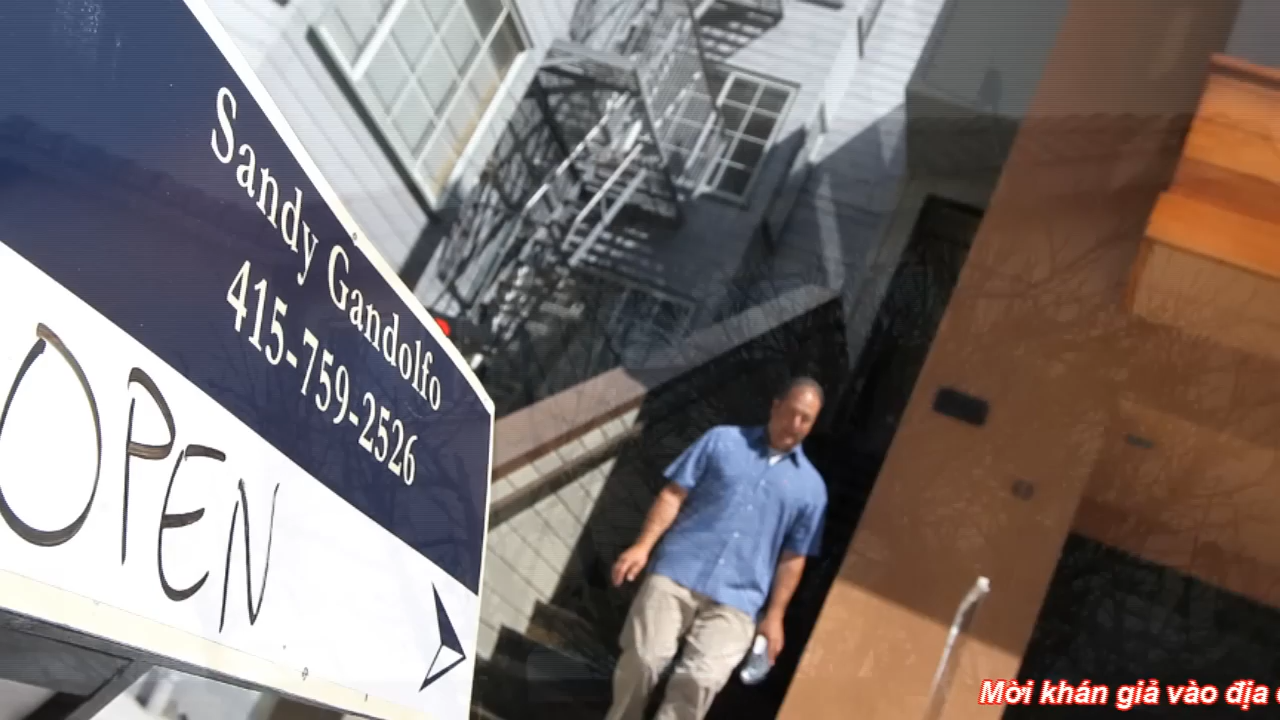 Sandy Gandolfo
415-759-2526
OPEN
Mời khán giả vào địa